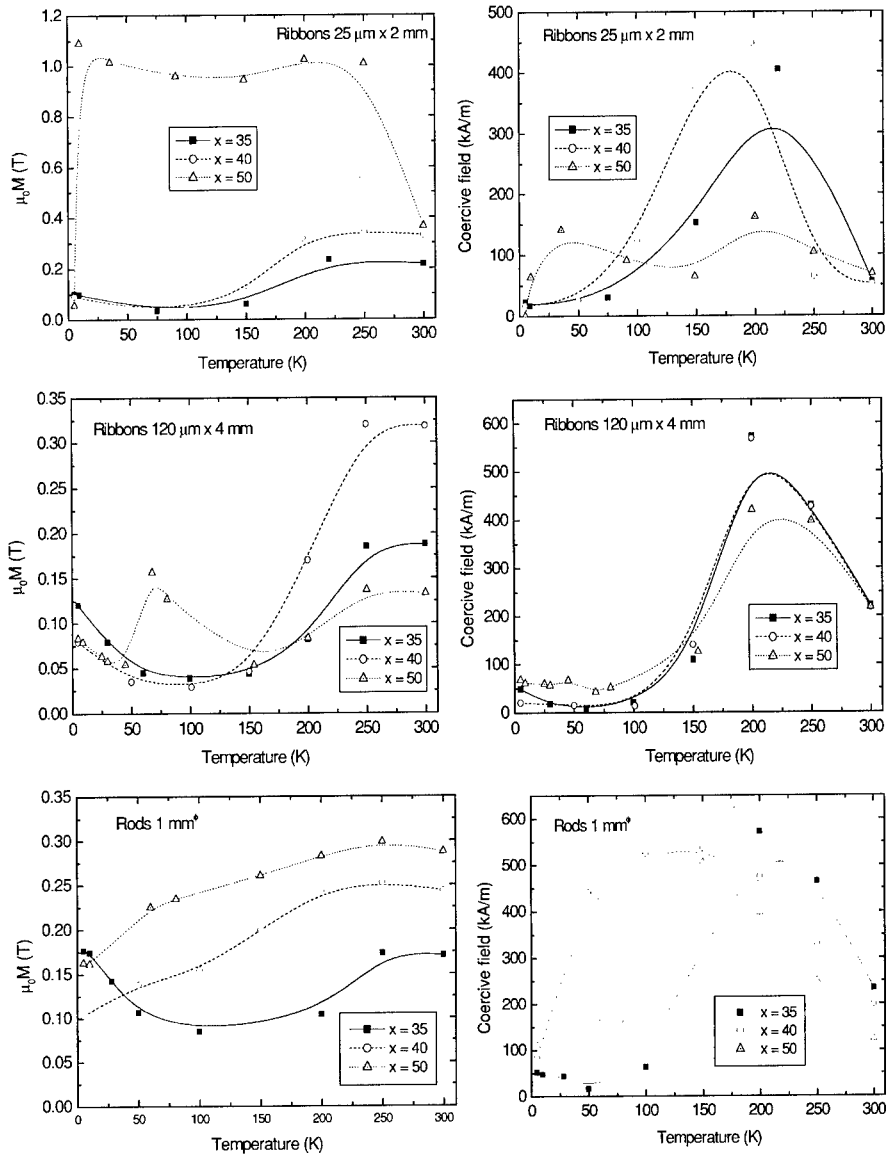 Ribbons 25 μm x 2 mm
1.2
1.0
0.8
0.6
0.4
0.2
0.0
μ₀M (T)
x = 35
x = 40
x = 50
0 50 100 150 200 250 300
Temperature (K)
Ribbons 25 μm x 2 mm
500
400
300
200
100
0
Coercive field (kA/m)
x = 35
x = 40
x = 50
0 50 100 150 200 250 300
Temperature (K)
Ribbons 120 μm x 4 mm
0.35
0.30
0.25
0.20
0.15
0.10
0.05
0.00
μ₀M (T)
x = 35
x = 40
x = 50
0 50 100 150 200 250 300
Temperature (K)
Ribbons 120 μm x 4 mm
600
500
400
300
200
100
0
Coercive field (kA/m)
x = 35
x = 40
x = 50
0 50 100 150 200 250 300
Temperature (K)
Rods 1 mm^ϕ
0.35
0.30
0.25
0.20
0.15
0.10
0.05
0.00
μ₀M (T)
x = 35
x = 40
x = 50
0 50 100 150 200 250 300
Temperature (K)
Rods 1 mm^ϕ
600
500
400
300
200
100
50
0
Coercive field (kA/m)
x = 35
x = 40
x = 50
0 50 100 150 200 250 300
Temperature (K)